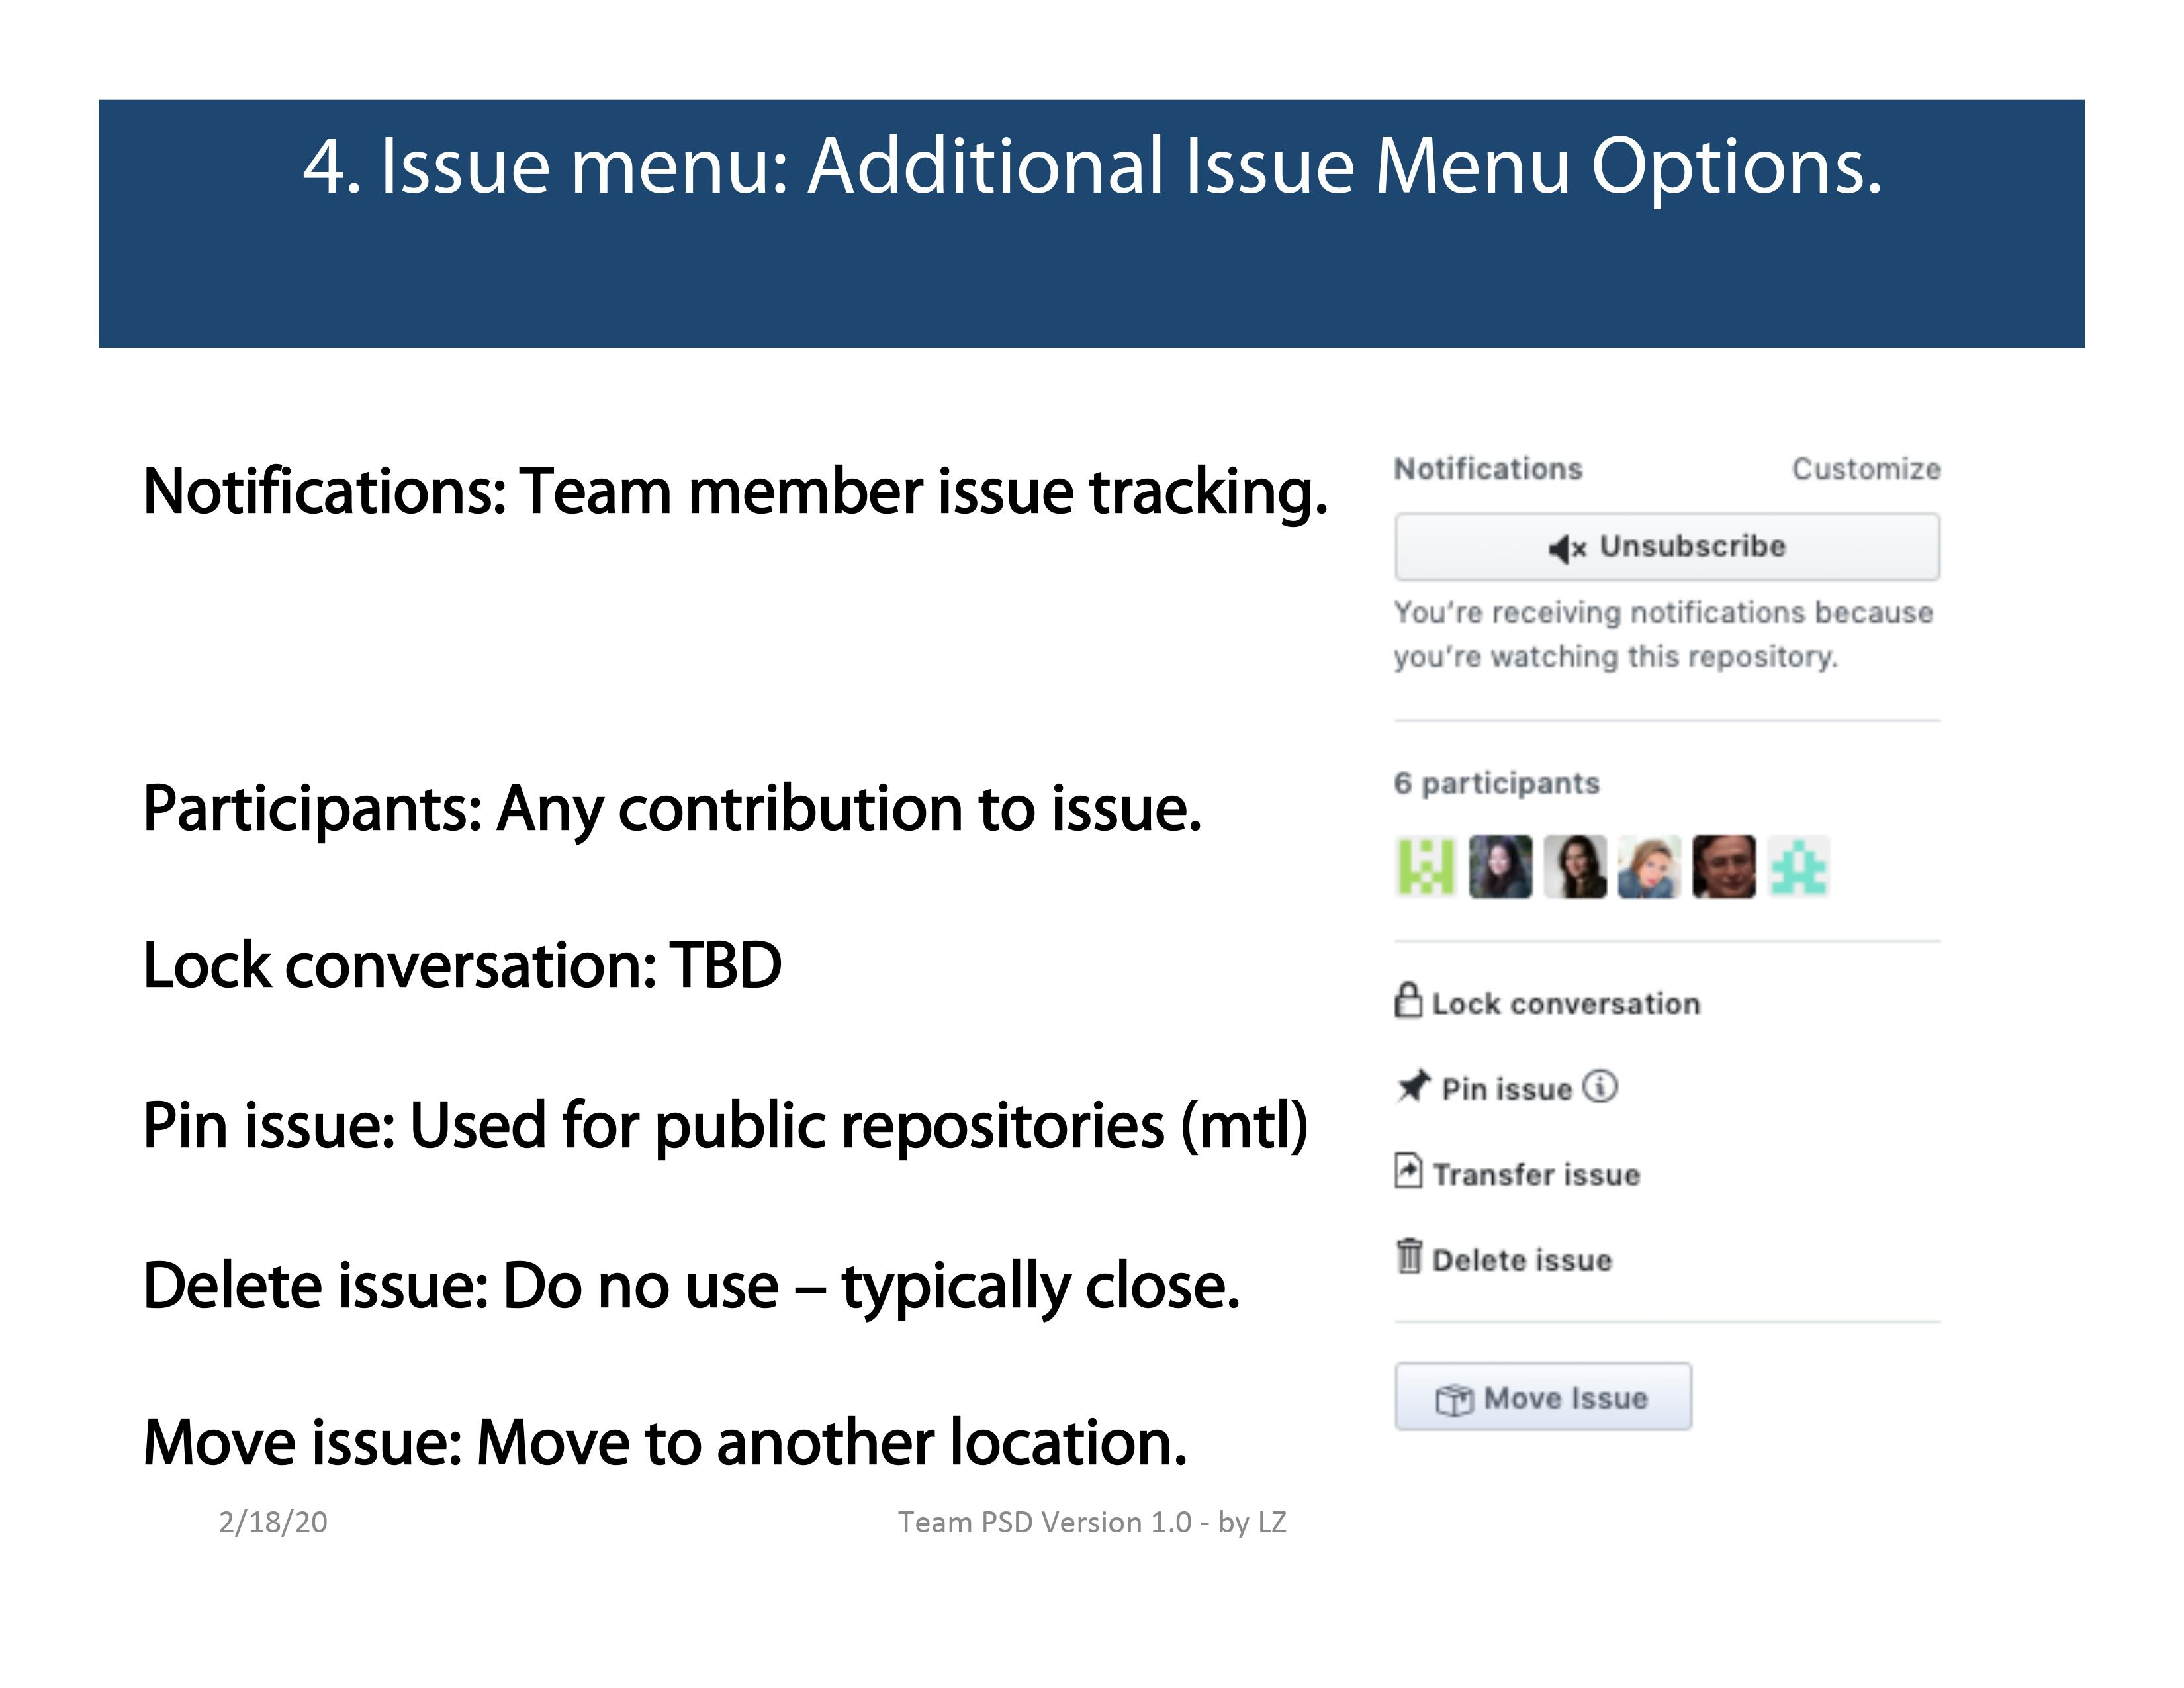 4. Issue menu: Additional Issue Menu Options.
Notifications: Team member issue tracking.
Participants: Any contribution to issue.
Lock conversation: TBD
Pin issue: Used for public repositories (mtl)
Delete issue: Do no use – typically close.
Move issue: Move to another location.
Notifications Customize
Unsubscribe
You’re receiving notifications because
you’re watching this repository.
6 participants
Lock conversation
Pin issue
Transfer issue
Delete issue
Move Issue
2/18/20 Team PSD Version 1.0 - by LZ